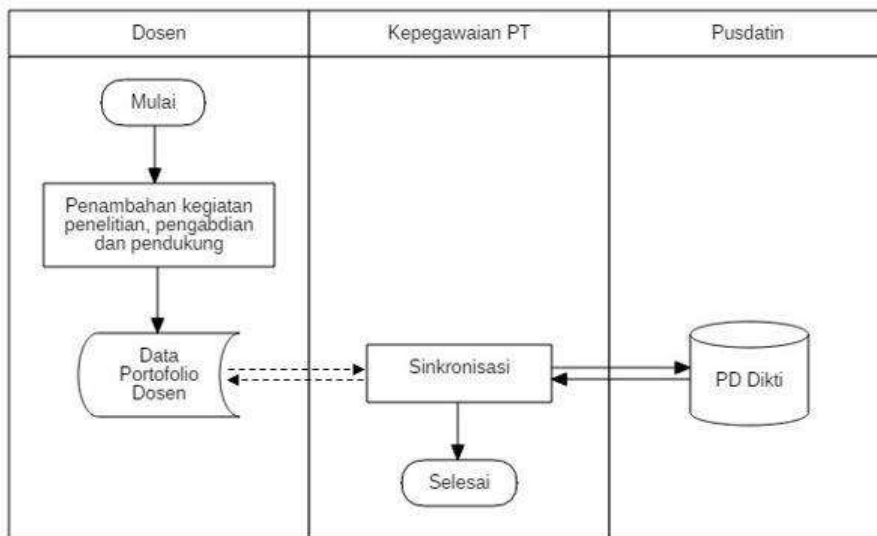 Dosen
Kepegawaian PT
Pusdatin
Mulai
Penambahan kegiatan
penelitian, pengabdian
dan pendukung
Data
Portofolio
Dosen
Sinkronisasi
PD Dikti
Selesai